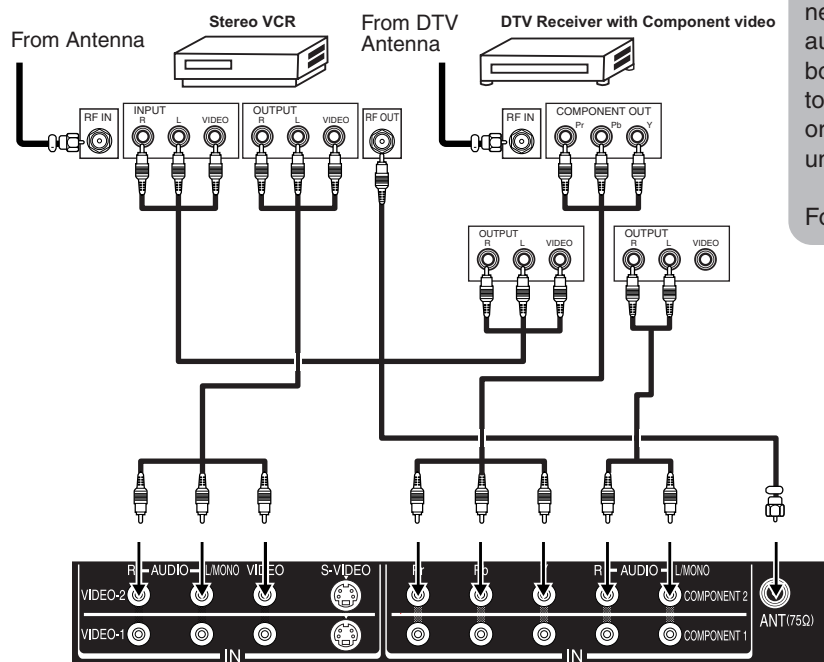 From Antenna
Stereo VCR
From DTV
Antenna
DTV Receiver with Component video
RF IN
INPUT
R L VIDEO
OUTPUT
R L VIDEO
RF OUT
RF IN
COMPONENT OUT
Pr Pb Y
OUTPUT
R L VIDEO
OUTPUT
R L VIDEO
R AUDIO L/MONO VIDEO S-VIDEO
VIDEO-2
VIDEO-1
IN
Pr Pb Y R AUDIO L/MONO
COMPONENT 2
COMPONENT 1
IN
ANT(75Ω)